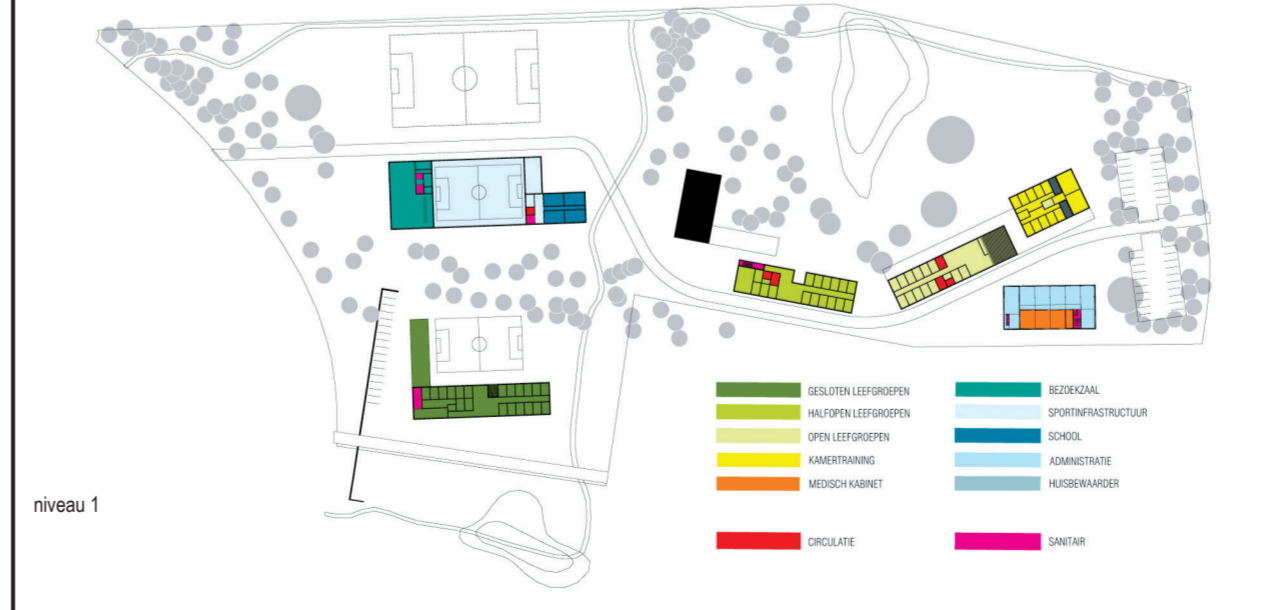 GESLOTEN LEEFGROEPEN
HALFOPEN LEEFGROEPEN
OPEN LEEFGROEPEN
KAMERTRAINING
MEDISCH KABINET
CIRCULATIE
BEZOEKZAAL
SPORTINFRASTRUCTUUR
SCHOOL
ADMINISTRATIE
HUISBEWAARDER
SANITAIR
niveau 1